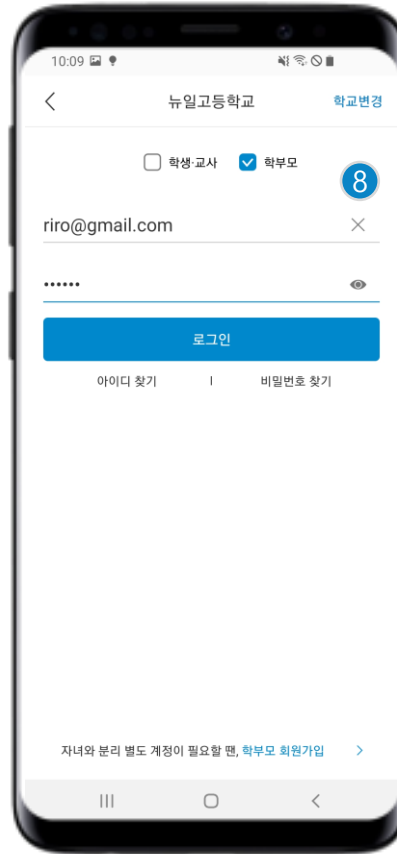 10:09
뉴일고등학교 학교변경
학생·교사 학부모
8
riro@gmail.com
••••••
로그인
아이디 찾기 | 비밀번호 찾기
자녀와 분리 별도 계정이 필요할 땐, 학부모 회원가입 >